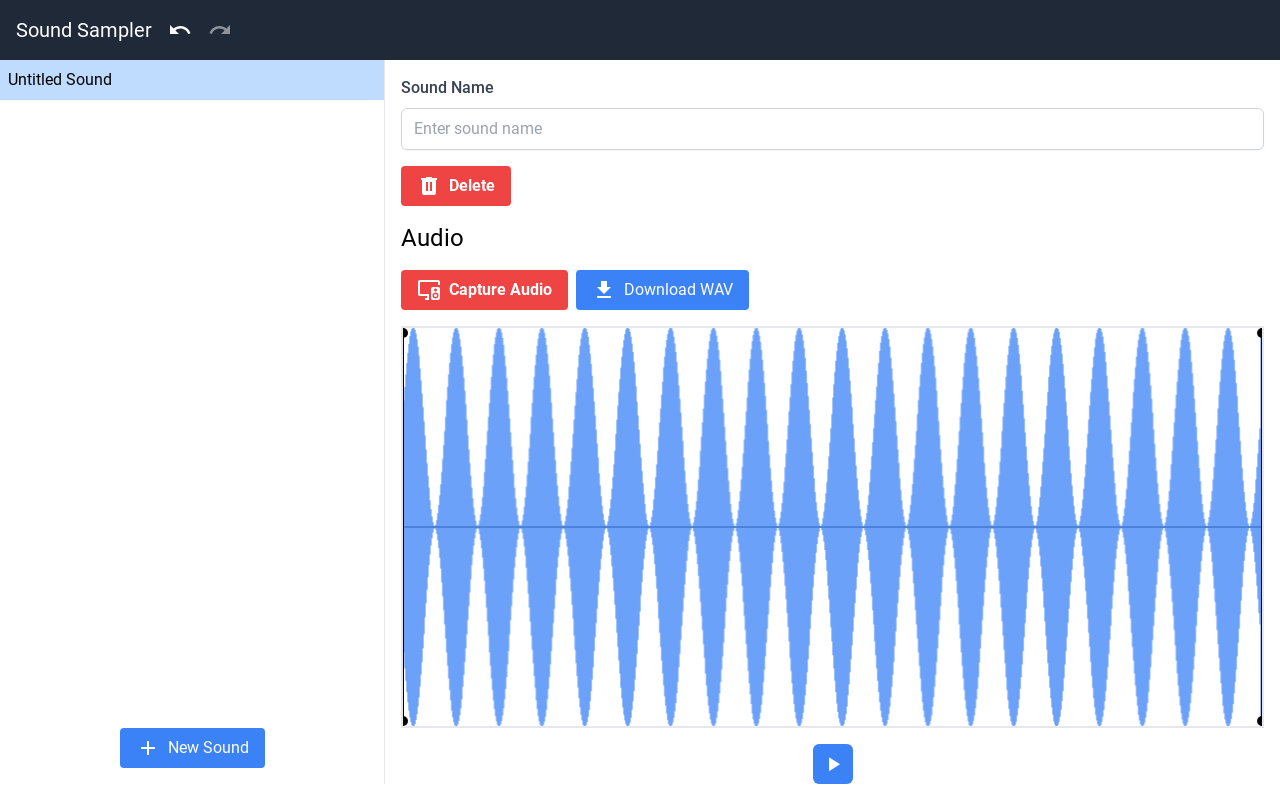 Sound Sampler
Untitled Sound
Sound Name
Enter sound name
Delete
Audio
Capture Audio
Download WAV
New Sound